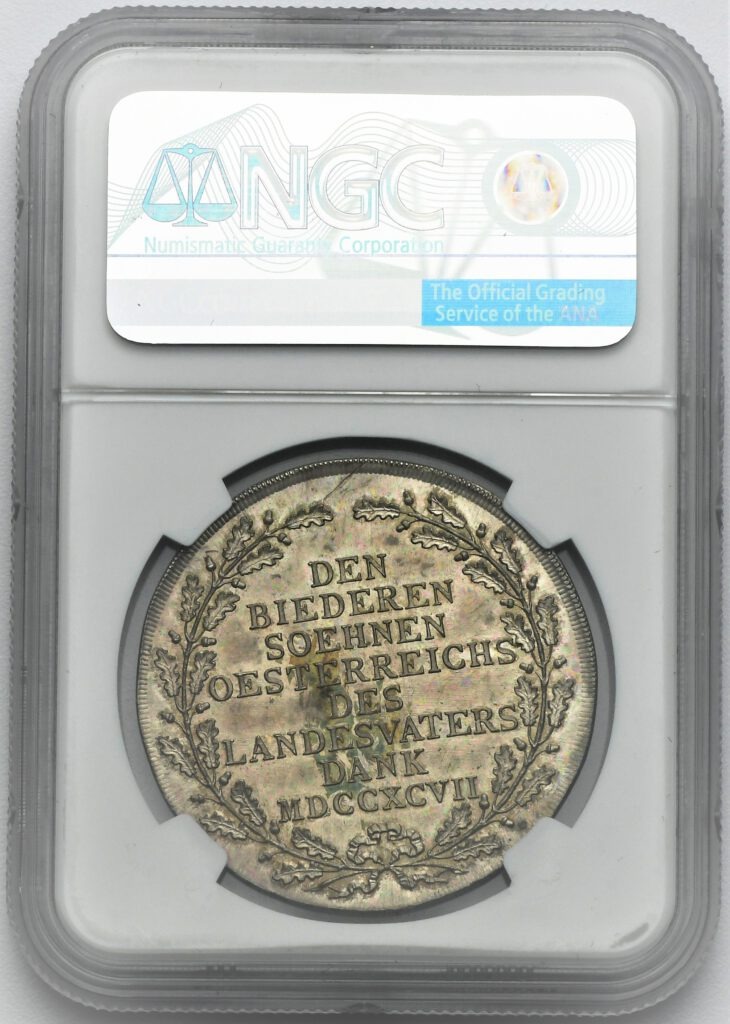 NGC
Numismatic Guaranty Corporation
The Official Grading
Service of the ANA
DEN
BIEDEREN
SOEHNEN
OESTERREICHS
DES
LANDESVATERS
DANK
MDCCXCVII